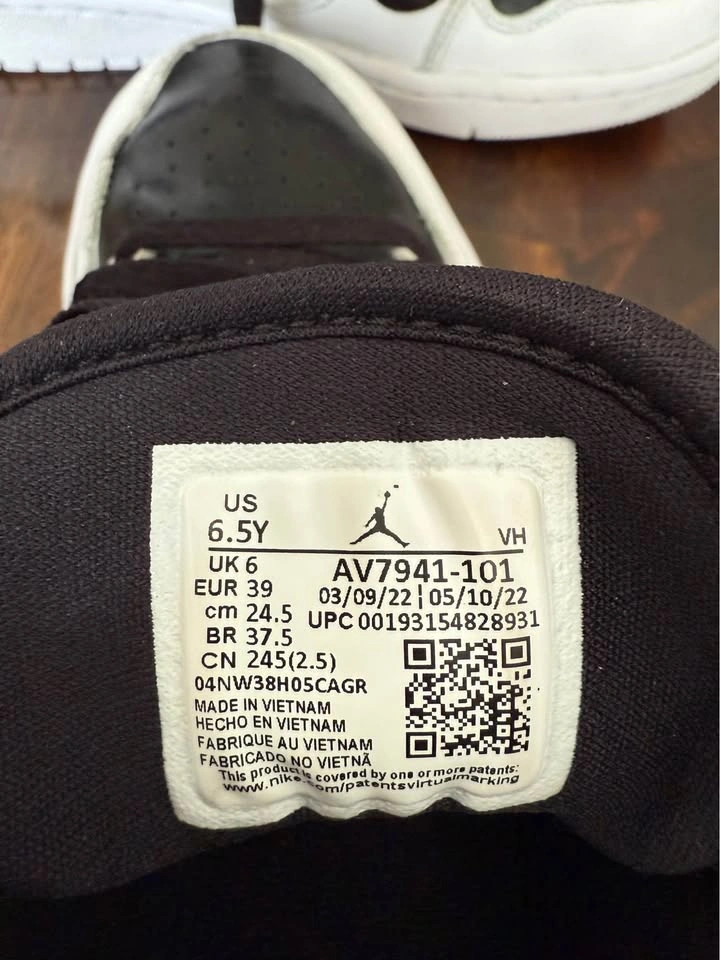 US
6.5Y
VH
UK 6
EUR 39
cm 24.5
BR 37.5
CN 245(2.5)
AV7941-101
03/09/22 | 05/10/22
UPC 00193154828931
04NW38H05CAGR
MADE IN VIETNAM
HECHO EN VIETNAM
FABRIQUE AU VIETNAM
FABRICADO NO VIETNÃ
This product is covered by one or more patents:
www.nike.com/patentsvirtualmarking